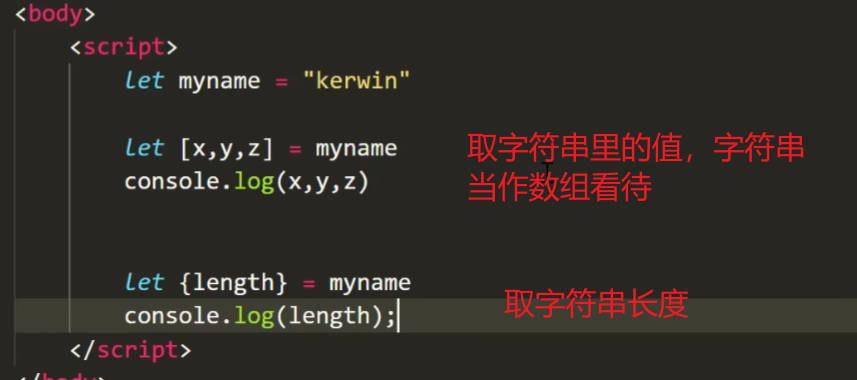 <body>
<script>
let myname = "kerwin"
let [x,y,z] = myname
取字符串里的值，字符串
console.log(x,y,z)
当作数组看待
let {length} = myname
取字符串长度
console.log(length);
</script>
</body>